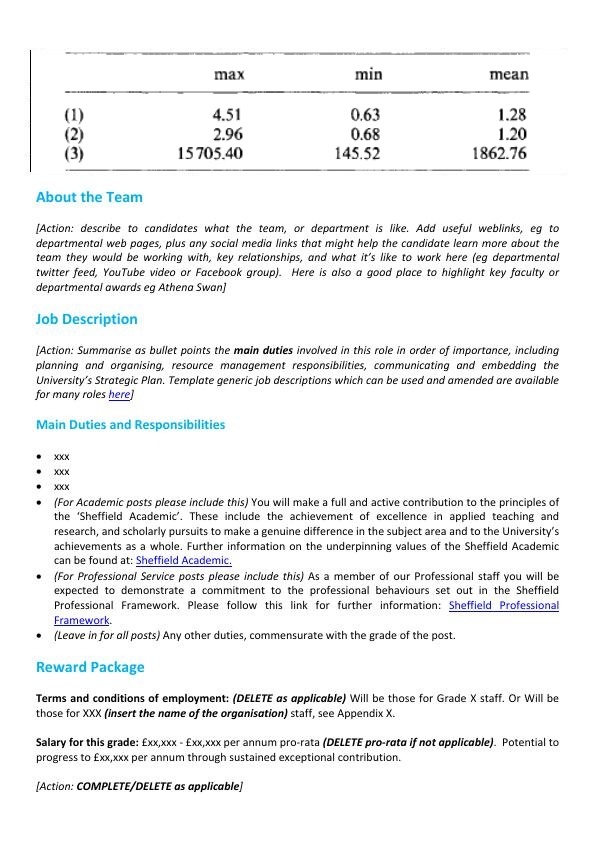 max min mean
(1) 4.51 0.63 1.28
(2) 2.96 0.68 1.20
(3) 15705.40 145.52 1862.76
About the Team
[Action: describe to candidates what the team, or department is like. Add useful weblinks, eg to
departmental web pages, plus any social media links that might help the candidate learn more about the
team they would be working with, key relationships, and what it's like to work here (eg departmental
twitter feed, YouTube video or Facebook group). Here is also a good place to highlight key faculty or
departmental awards eg Athena Swan]
Job Description
[Action: Summarise as bullet points the main duties involved in this role in order of importance, including
planning and organising, resource management responsibilities, communicating and embedding the
University's Strategic Plan. Template generic job descriptions which can be used and amended are available
for many roles here]
Main Duties and Responsibilities
• xxx
• xxx
• xxx
• (For Academic posts please include this) You will make a full and active contribution to the principles of
the 'Sheffield Academic'. These include the achievement of excellence in applied teaching and
research, and scholarly pursuits to make a genuine difference in the subject area and to the University's
achievements as a whole. Further information on the underpinning values of the Sheffield Academic
can be found at: Sheffield Academic.
• (For Professional Service posts please include this) As a member of our Professional staff you will be
expected to demonstrate a commitment to the professional behaviours set out in the Sheffield
Professional Framework. Please follow this link for further information: Sheffield Professional
Framework.
• (Leave in for all posts) Any other duties, commensurate with the grade of the post.
Reward Package
Terms and conditions of employment: (DELETE as applicable) Will be those for Grade X staff. Or Will be
those for XXX (insert the name of the organisation) staff, see Appendix X.
Salary for this grade: £xx,xxx - £xx,xxx per annum pro-rata (DELETE pro-rata if not applicable). Potential to
progress to £xx,xxx per annum through sustained exceptional contribution.
[Action: COMPLETE/DELETE as applicable]